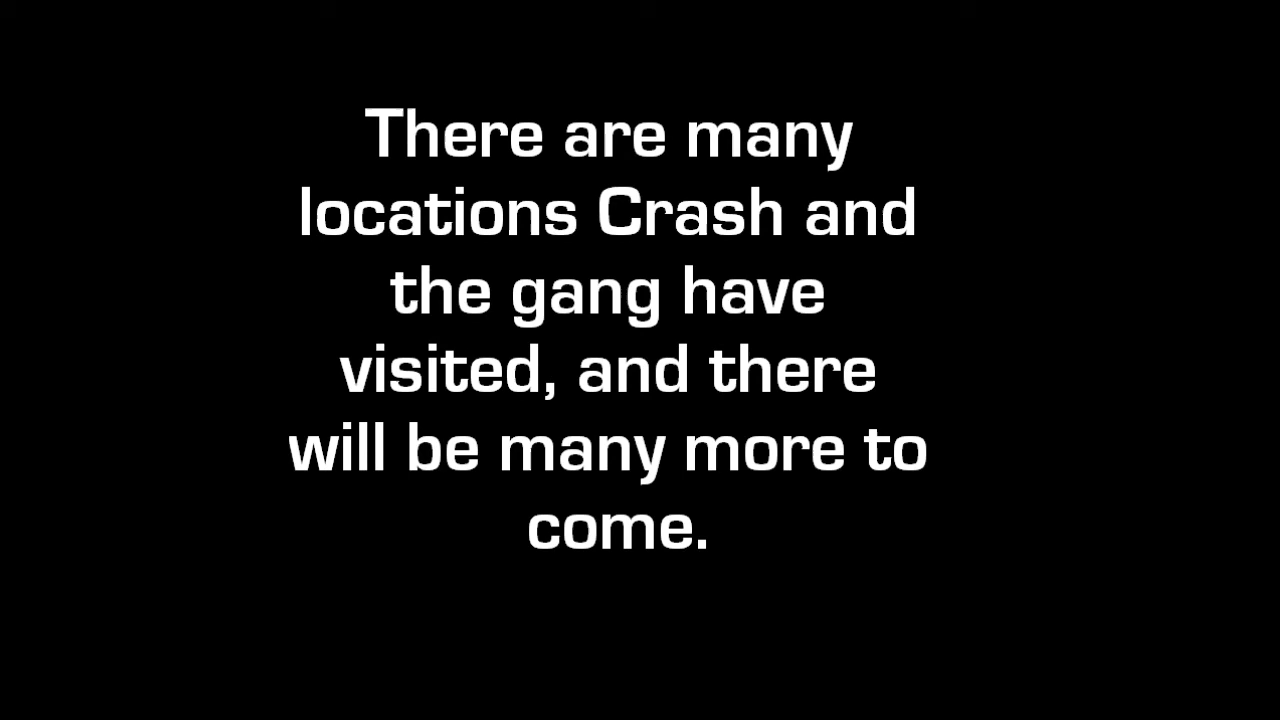 There are many
locations Crash and
the gang have
visited, and there
will be many more to
come.